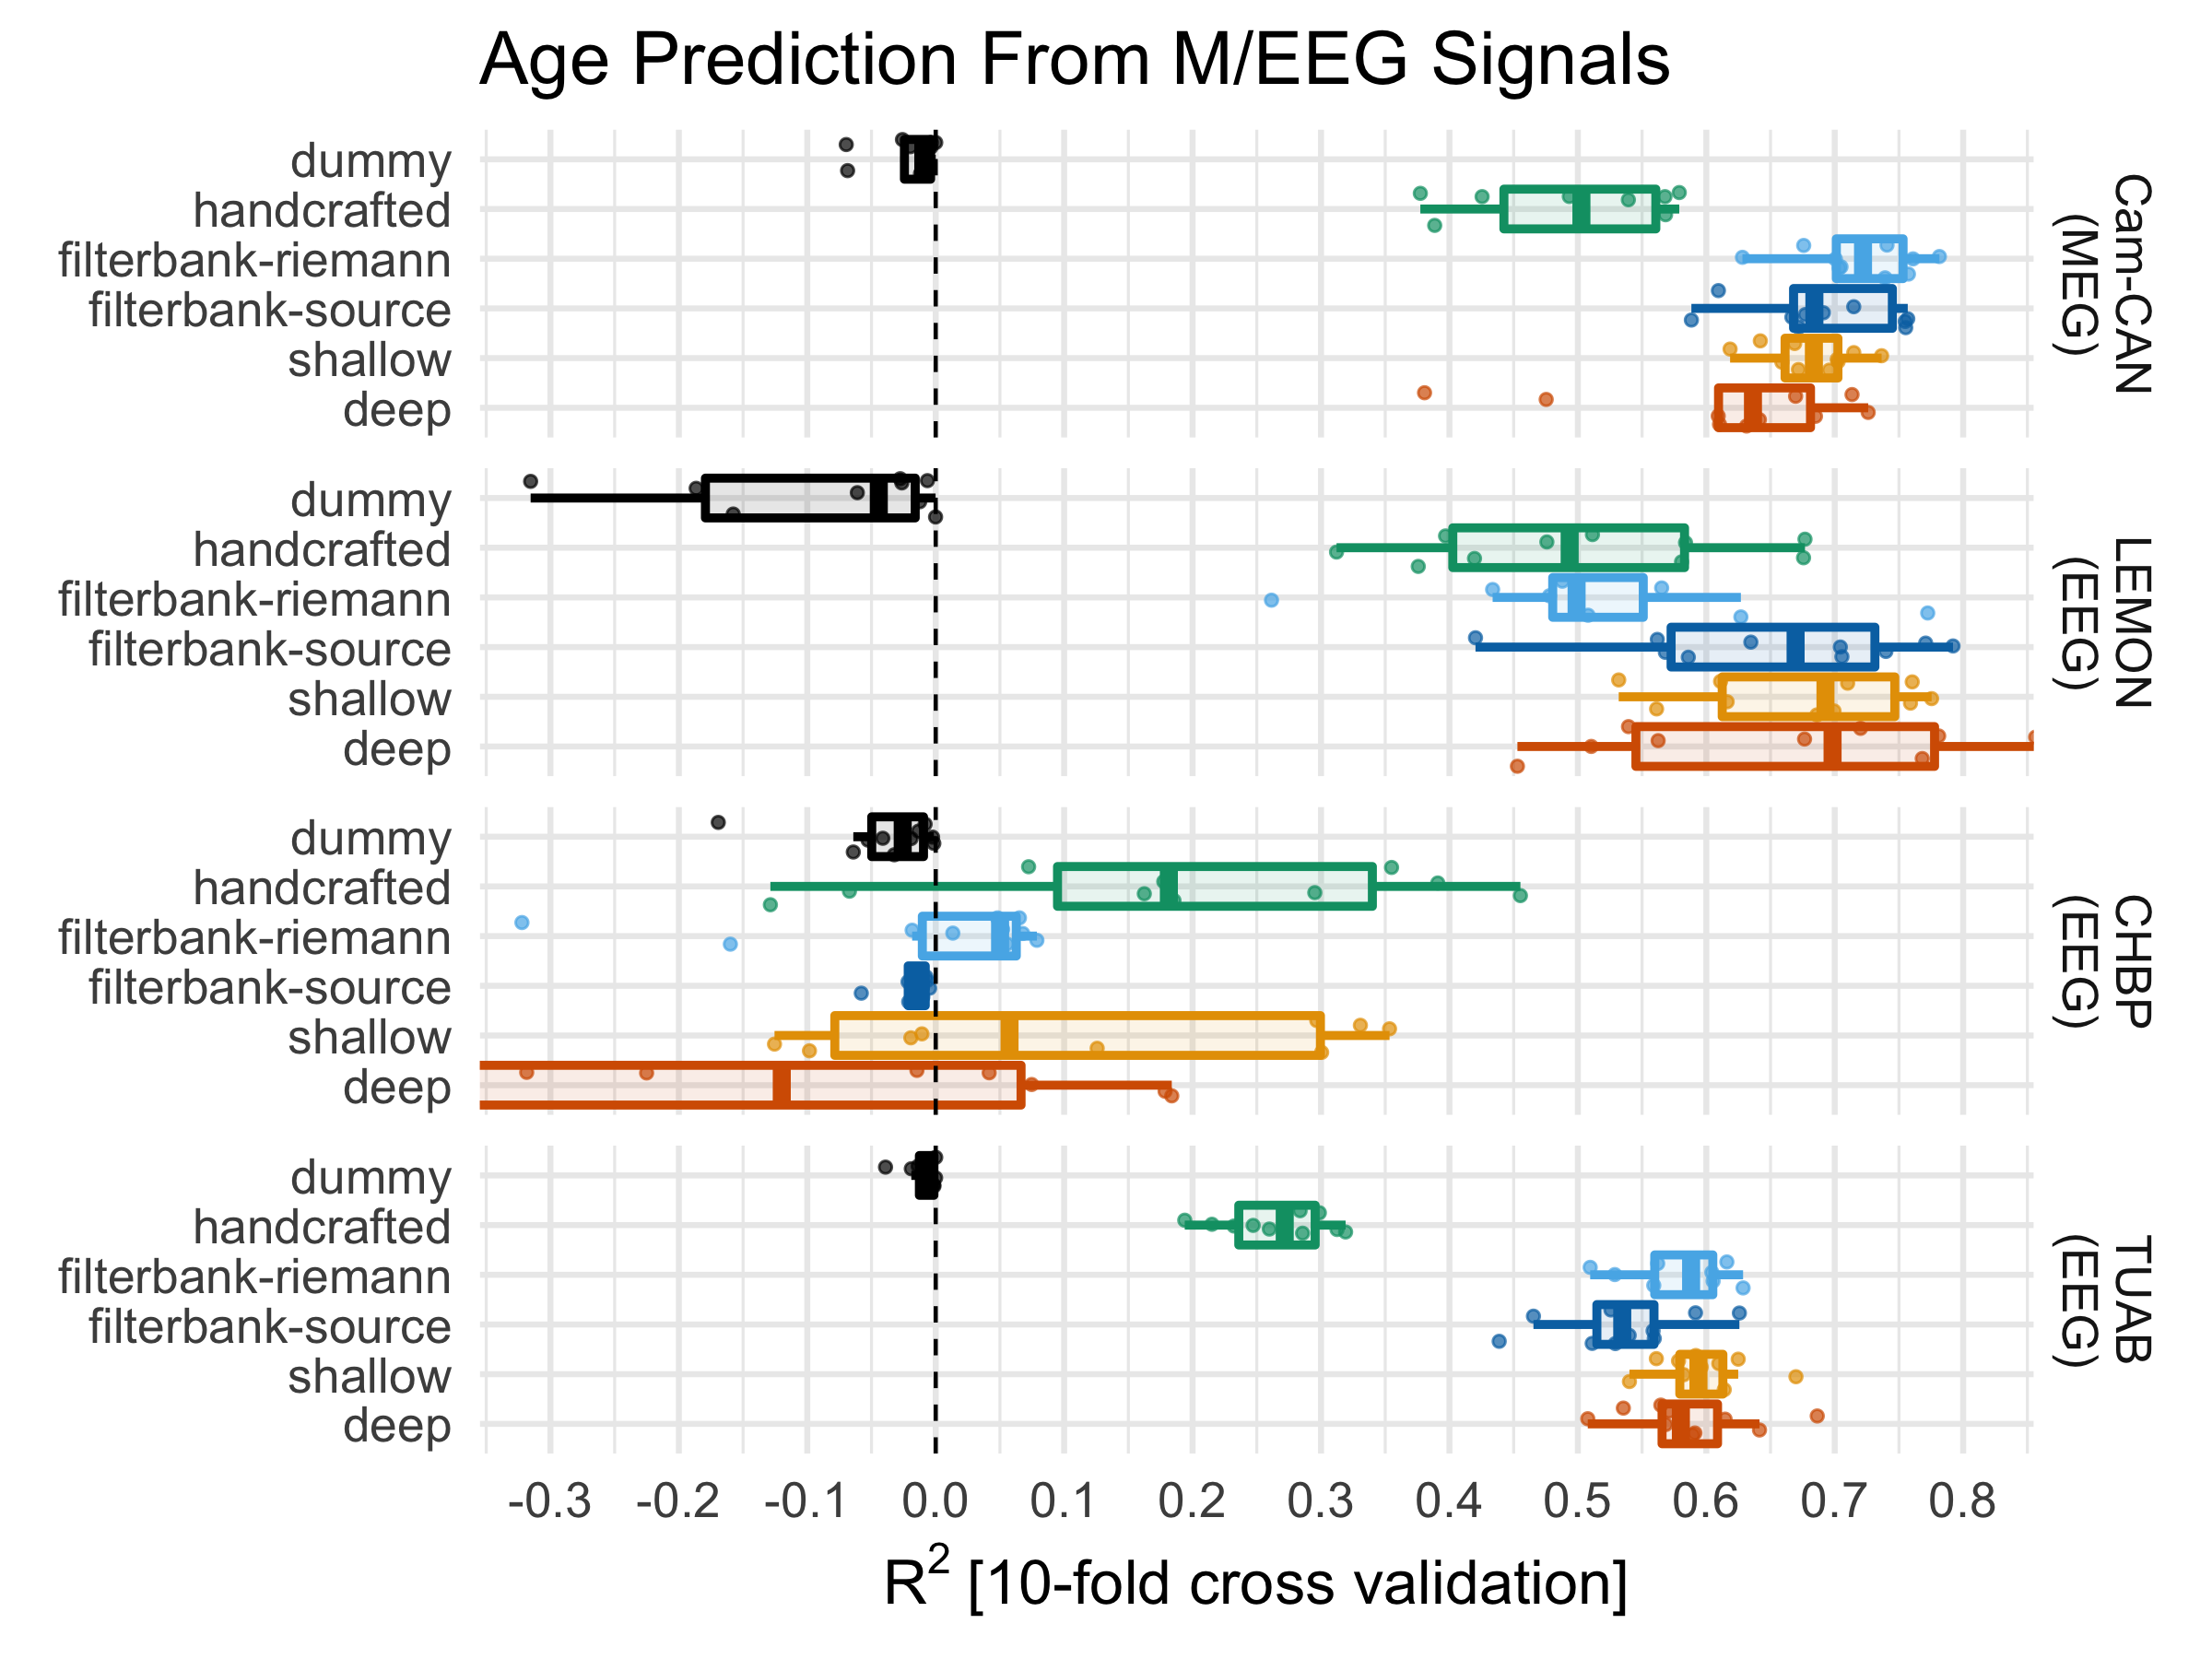 Age Prediction From M/EEG Signals
dummy
handcrafted
filterbank-riemann
filterbank-source
shallow
deep
Cam-CAN
(MEG)
dummy
handcrafted
filterbank-riemann
filterbank-source
shallow
deep
LEMON
(EEG)
dummy
handcrafted
filterbank-riemann
filterbank-source
shallow
deep
CHBP
(EEG)
dummy
handcrafted
filterbank-riemann
filterbank-source
shallow
deep
TUAB
(EEG)
-0.3 -0.2 -0.1 0.0 0.1 0.2 0.3 0.4 0.5 0.6 0.7 0.8
R² [10-fold cross validation]